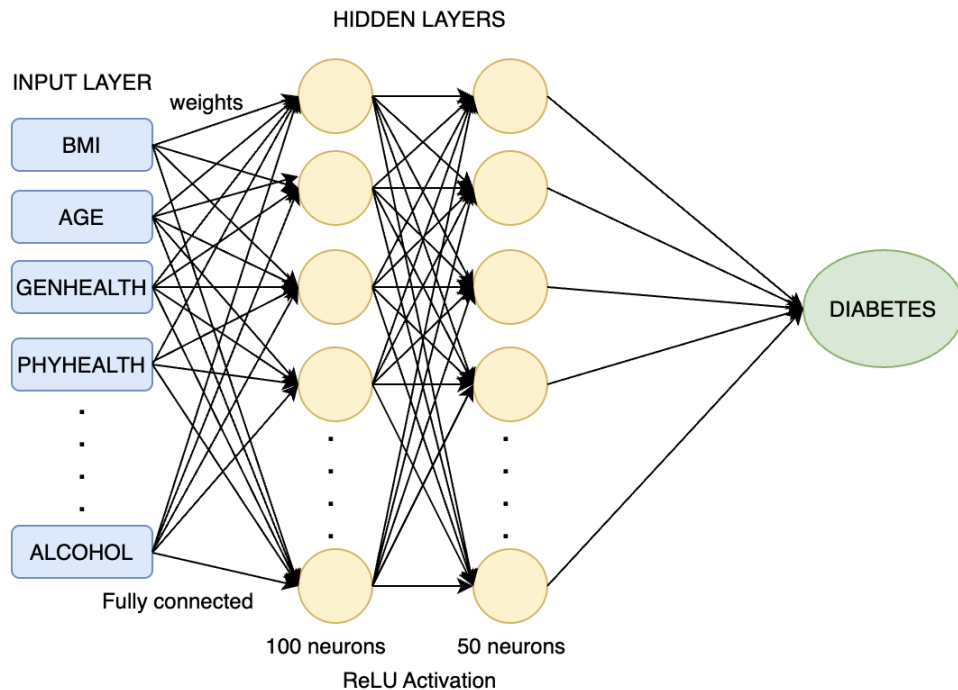 HIDDEN LAYERS
INPUT LAYER
weights
BMI
AGE
GENHEALTH
PHYHEALTH
ALCOHOL
Fully connected
DIABETES
100 neurons
50 neurons
ReLU Activation